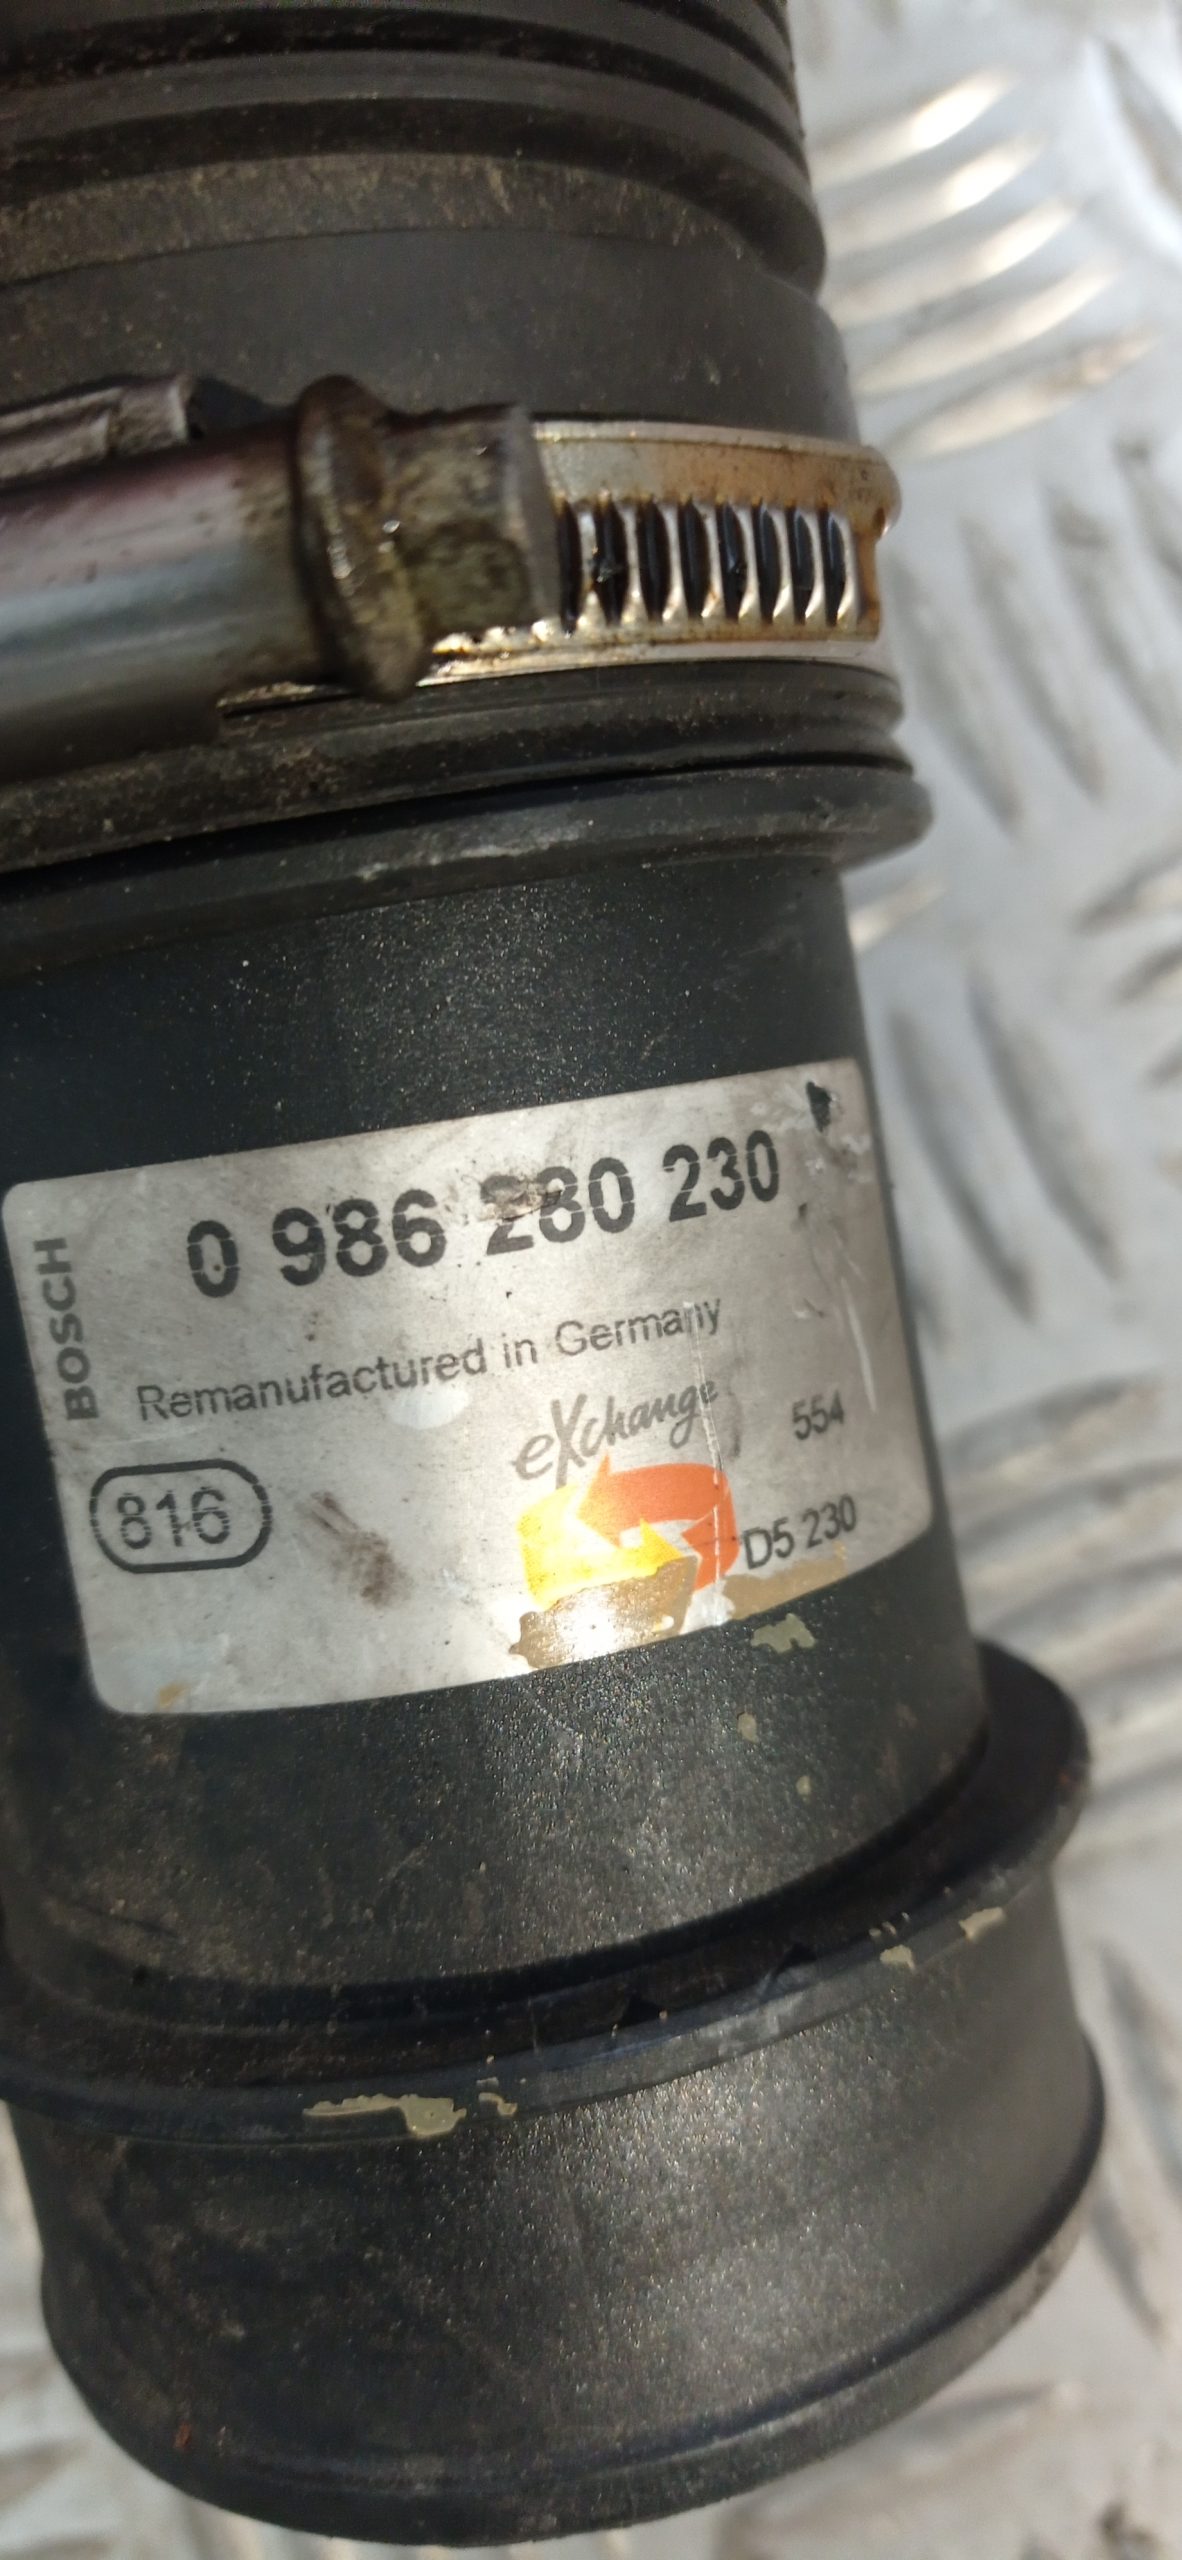 0 986 280 230
BOSCH
Remanufactured in Germany
eXchange
554
816
D5 230